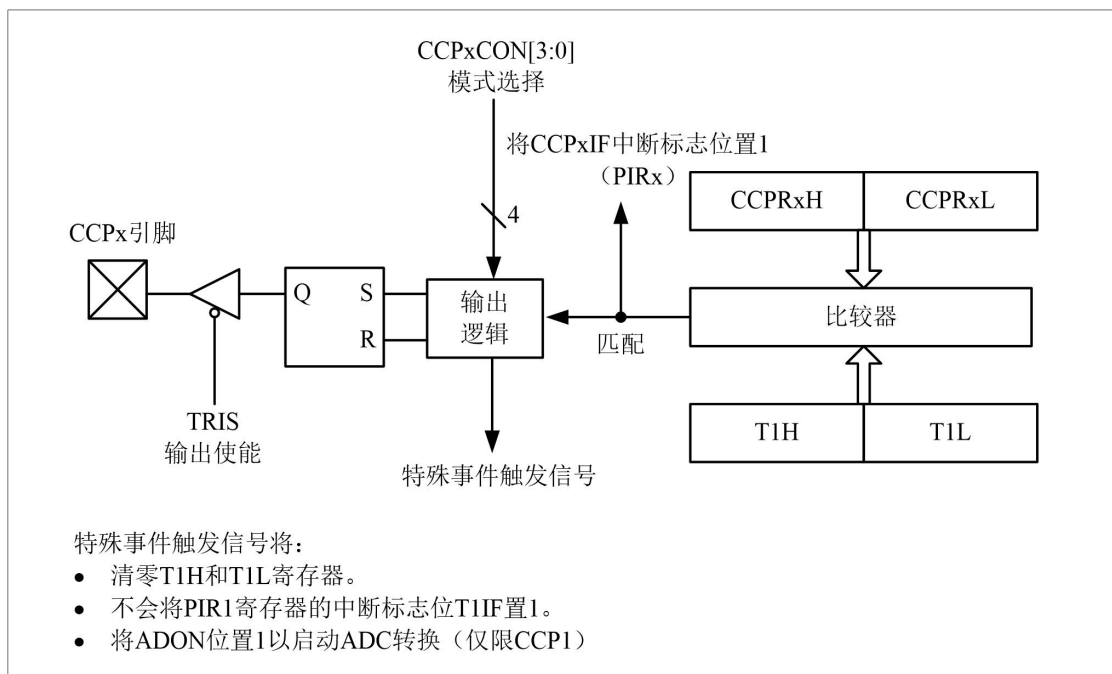 CCPxCON[3:0]
模式选择
将CCPxIF中断标志位置1
（PIRx）
4
CCPRxH
CCPRxL
CCPx引脚
Q
S
R
输出
逻辑
匹配
比较器
TRIS
输出使能
T1H
T1L
特殊事件触发信号
特殊事件触发信号将：
• 清零T1H和T1L寄存器。
• 不会将PIR1寄存器的中断标志位T1IF置1。
• 将ADON位置1以启动ADC转换（仅限CCP1）